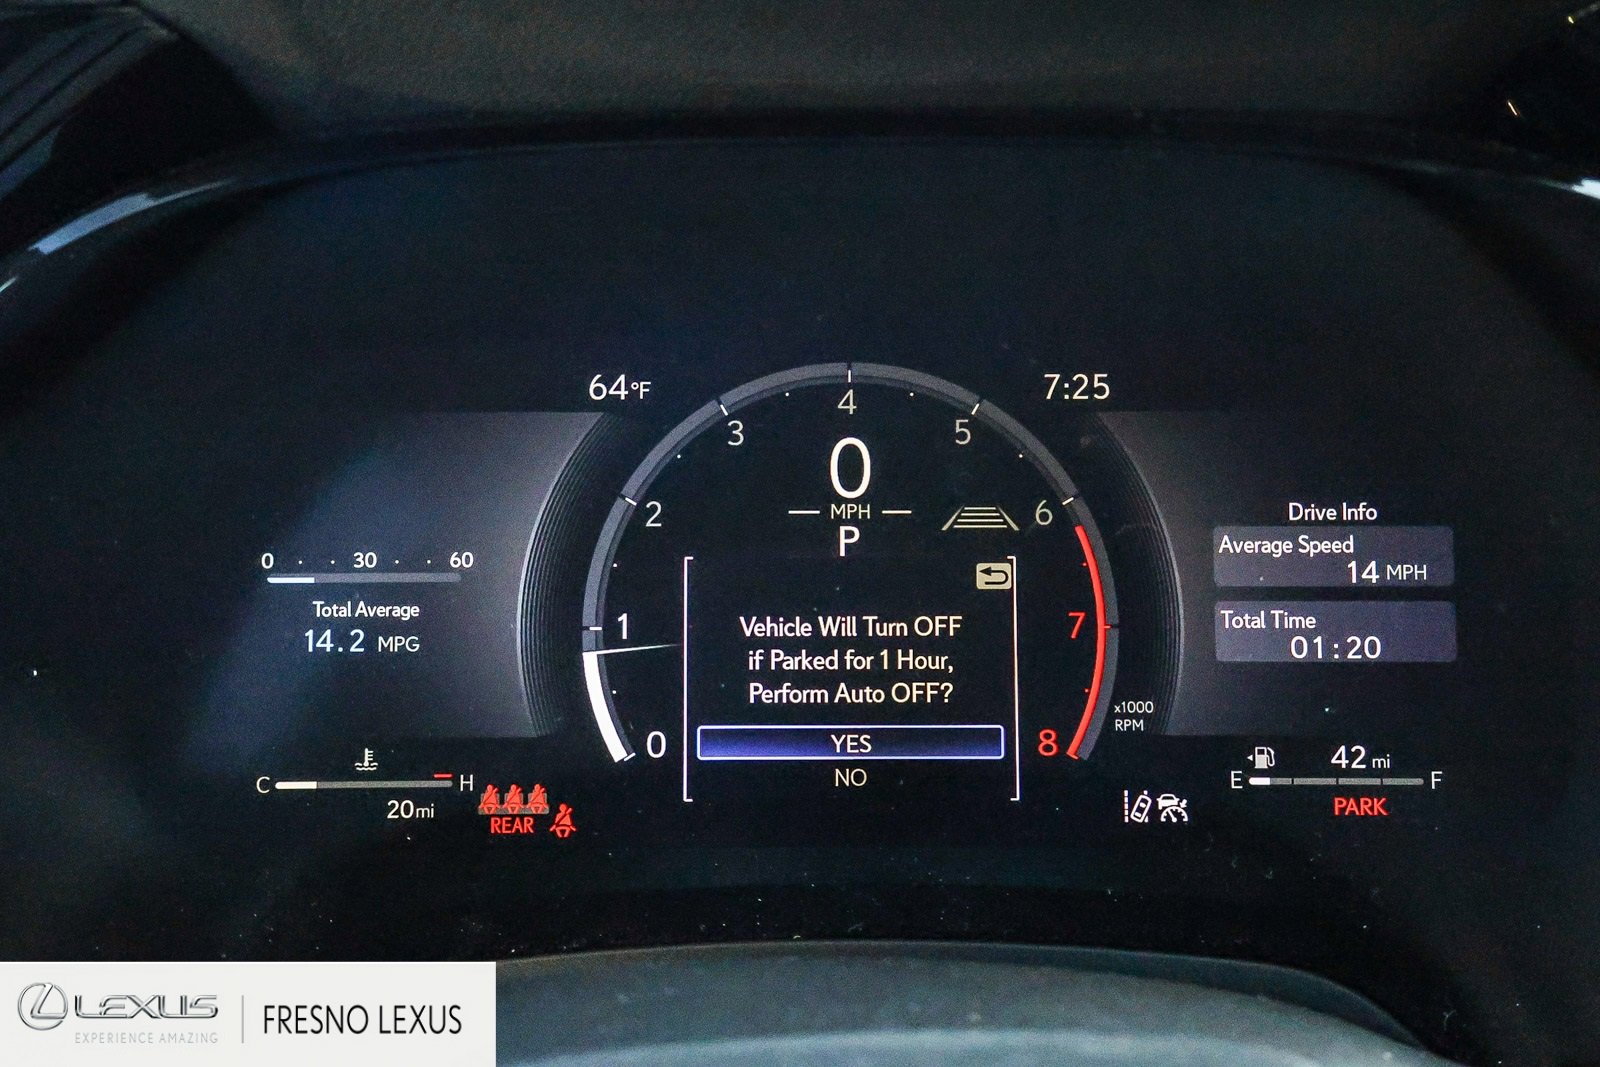 64°F
7:25
0
1
2
3
4
5
6
7
8
x1000
RPM
0
MPH
P
Vehicle Will Turn OFF
if Parked for 1 Hour,
Perform Auto OFF?
YES
NO
0 · · 30 · · 60
Total Average
14.2 MPG
C H
20 mi
REAR
Drive Info
Average Speed
14 MPH
Total Time
01:20
42 mi
E F
PARK
LEXUS
EXPERIENCE AMAZING
FRESNO LEXUS